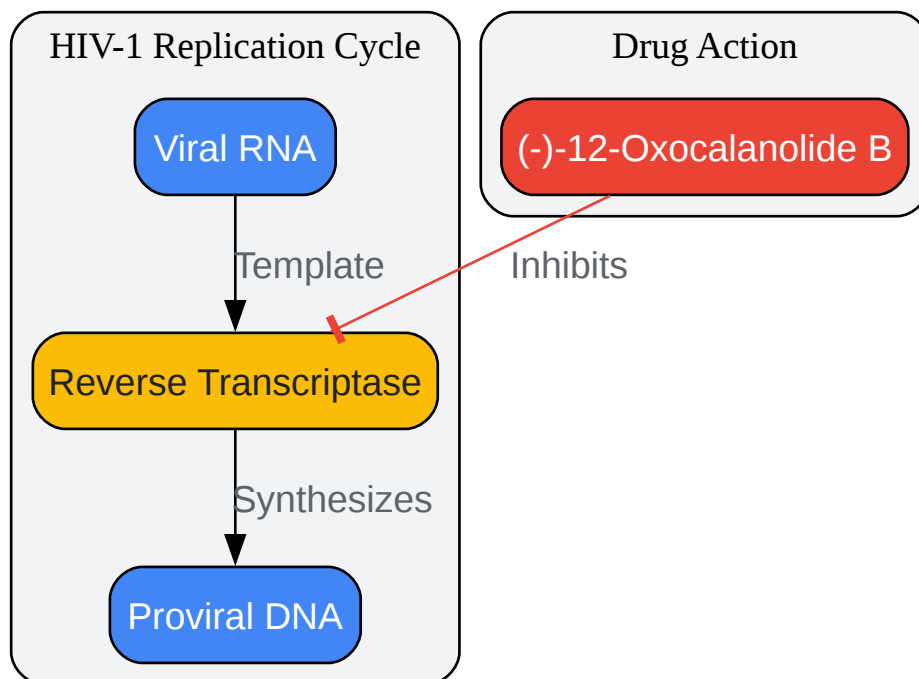 HIV-1 Replication Cycle
Drug Action
Viral RNA
(-)-12-Oxocalanolide B
Template
Inhibits
Reverse Transcriptase
Synthesizes
Proviral DNA